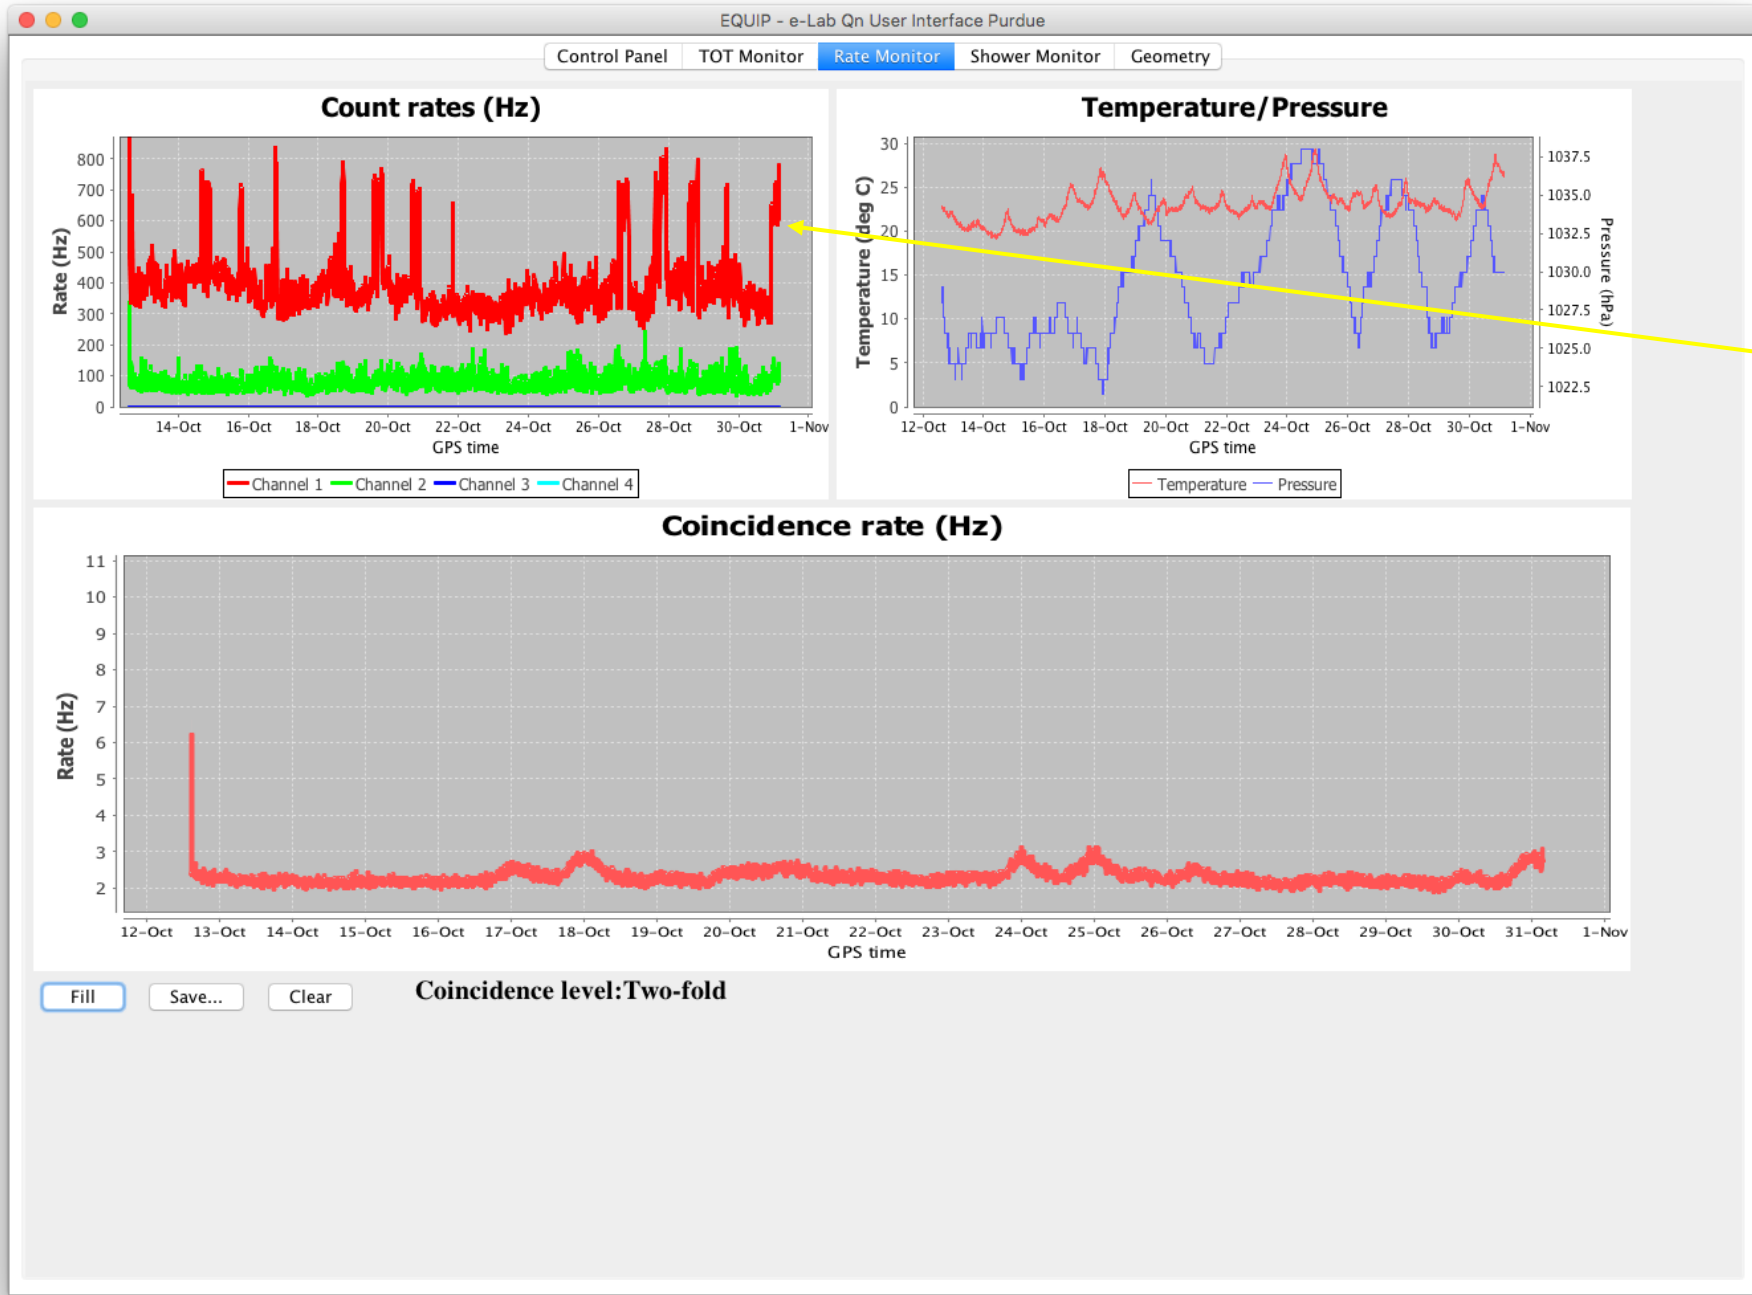 EQUIP - e-Lab Qn User Interface Purdue
Control Panel TOT Monitor Rate Monitor Shower Monitor Geometry
Count rates (Hz)
Rate (Hz)
800
700
600
500
400
300
200
100
0
14-Oct 16-Oct 18-Oct 20-Oct 22-Oct 24-Oct 26-Oct 28-Oct 30-Oct 1-Nov
GPS time
Channel 1 Channel 2 Channel 3 Channel 4
Temperature/Pressure
Temperature (deg C)
30
25
20
15
10
5
0
1037.5
1035.0
1032.5
1030.0
1027.5
1025.0
1022.5
Pressure (hPa)
12-Oct 14-Oct 16-Oct 18-Oct 20-Oct 22-Oct 24-Oct 26-Oct 28-Oct 30-Oct 1-Nov
GPS time
Temperature Pressure
Coincidence rate (Hz)
Rate (Hz)
11
10
9
8
7
6
5
4
3
2
12-Oct 13-Oct 14-Oct 15-Oct 16-Oct 17-Oct 18-Oct 19-Oct 20-Oct 21-Oct 22-Oct 23-Oct 24-Oct 25-Oct 26-Oct 27-Oct 28-Oct 29-Oct 30-Oct 31-Oct 1-Nov
GPS time
Fill Save... Clear Coincidence level:Two-fold